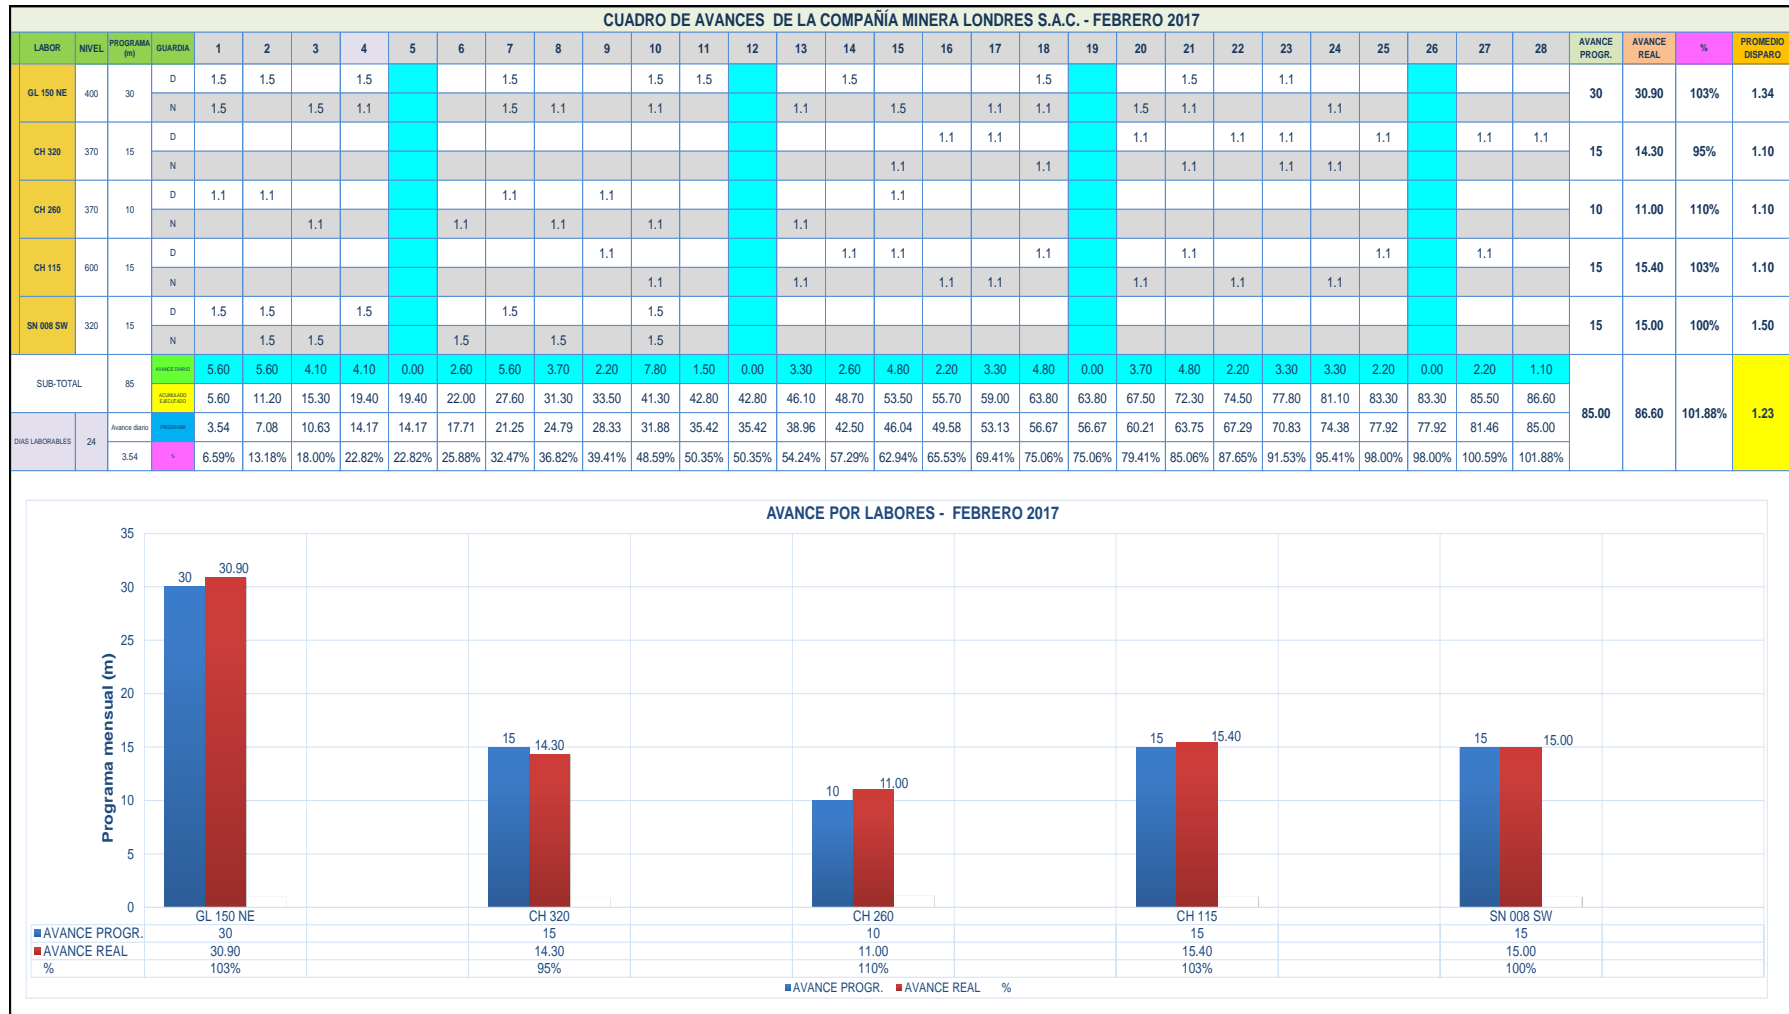 CUADRO DE AVANCES DE LA COMPAÑÍA MINERA LONDRES S.A.C. - FEBRERO 2017
LABOR NIVEL PROGRAMA (m) GUARDIA 1 2 3 4 5 6 7 8 9 10 11 12 13 14 15 16 17 18 19 20 21 22 23 24 25 26 27 28 AVANCE PROGR. AVANCE REAL % PROMEDIO DISPARO
GL 150 NE 400 30 D 1.5 1.5 1.5 1.5 1.5 1.5 1.5 1.5 1.5 1.1 30 30.90 103% 1.34
N 1.5 1.5 1.1 1.5 1.1 1.1 1.1 1.5 1.1 1.1 1.5 1.1 1.1
CH 320 370 15 D 1.1 1.1 1.1 1.1 1.1 1.1 1.1 1.1 15 14.30 95% 1.10
N 1.1 1.1 1.1 1.1 1.1
CH 260 370 10 D 1.1 1.1 1.1 1.1 1.1 10 11.00 110% 1.10
N 1.1 1.1 1.1 1.1 1.1
CH 115 600 15 D 1.1 1.1 1.1 1.1 1.1 1.1 1.1 15 15.40 103% 1.10
N 1.1 1.1 1.1 1.1 1.1 1.1 1.1
SN 008 SW 320 15 D 1.5 1.5 1.5 1.5 1.5 15 15.00 100% 1.50
N 1.5 1.5 1.5 1.5 1.5
SUB-TOTAL 85 AVANCE DIARIO 5.60 5.60 4.10 4.10 0.00 2.60 5.60 3.70 2.20 7.80 1.50 0.00 3.30 2.60 4.80 2.20 3.30 4.80 0.00 3.70 4.80 2.20 3.30 3.30 2.20 0.00 2.20 1.10 85.00 86.60 101.88% 1.23
ACUMULADO EJECUTADO 5.60 11.20 15.30 19.40 19.40 22.00 27.60 31.30 33.50 41.30 42.80 42.80 46.10 48.70 53.50 55.70 59.00 63.80 63.80 67.50 72.30 74.50 77.80 81.10 83.30 83.30 85.50 86.60
DIAS LABORABLES 24 Avance diario PROGRAMA 3.54 7.08 10.63 14.17 14.17 17.71 21.25 24.79 28.33 31.88 35.42 35.42 38.96 42.50 46.04 49.58 53.13 56.67 56.67 60.21 63.75 67.29 70.83 74.38 77.92 77.92 81.46 85.00
3.54 % 6.59% 13.18% 18.00% 22.82% 22.82% 25.88% 32.47% 36.82% 39.41% 48.59% 50.35% 50.35% 54.24% 57.29% 62.94% 65.53% 69.41% 75.06% 75.06% 79.41% 85.06% 87.65% 91.53% 95.41% 98.00% 98.00% 100.59% 101.88%
AVANCE POR LABORES - FEBRERO 2017
Programa mensual (m)
35
30
25
20
15
10
5
0
30 30.90
15 14.30
10 11.00
15 15.40
15 15.00
GL 150 NE CH 320 CH 260 CH 115 SN 008 SW
AVANCE PROGR. 30 15 10 15 15
AVANCE REAL 30.90 14.30 11.00 15.40 15.00
% 103% 95% 110% 103% 100%
AVANCE PROGR. AVANCE REAL %